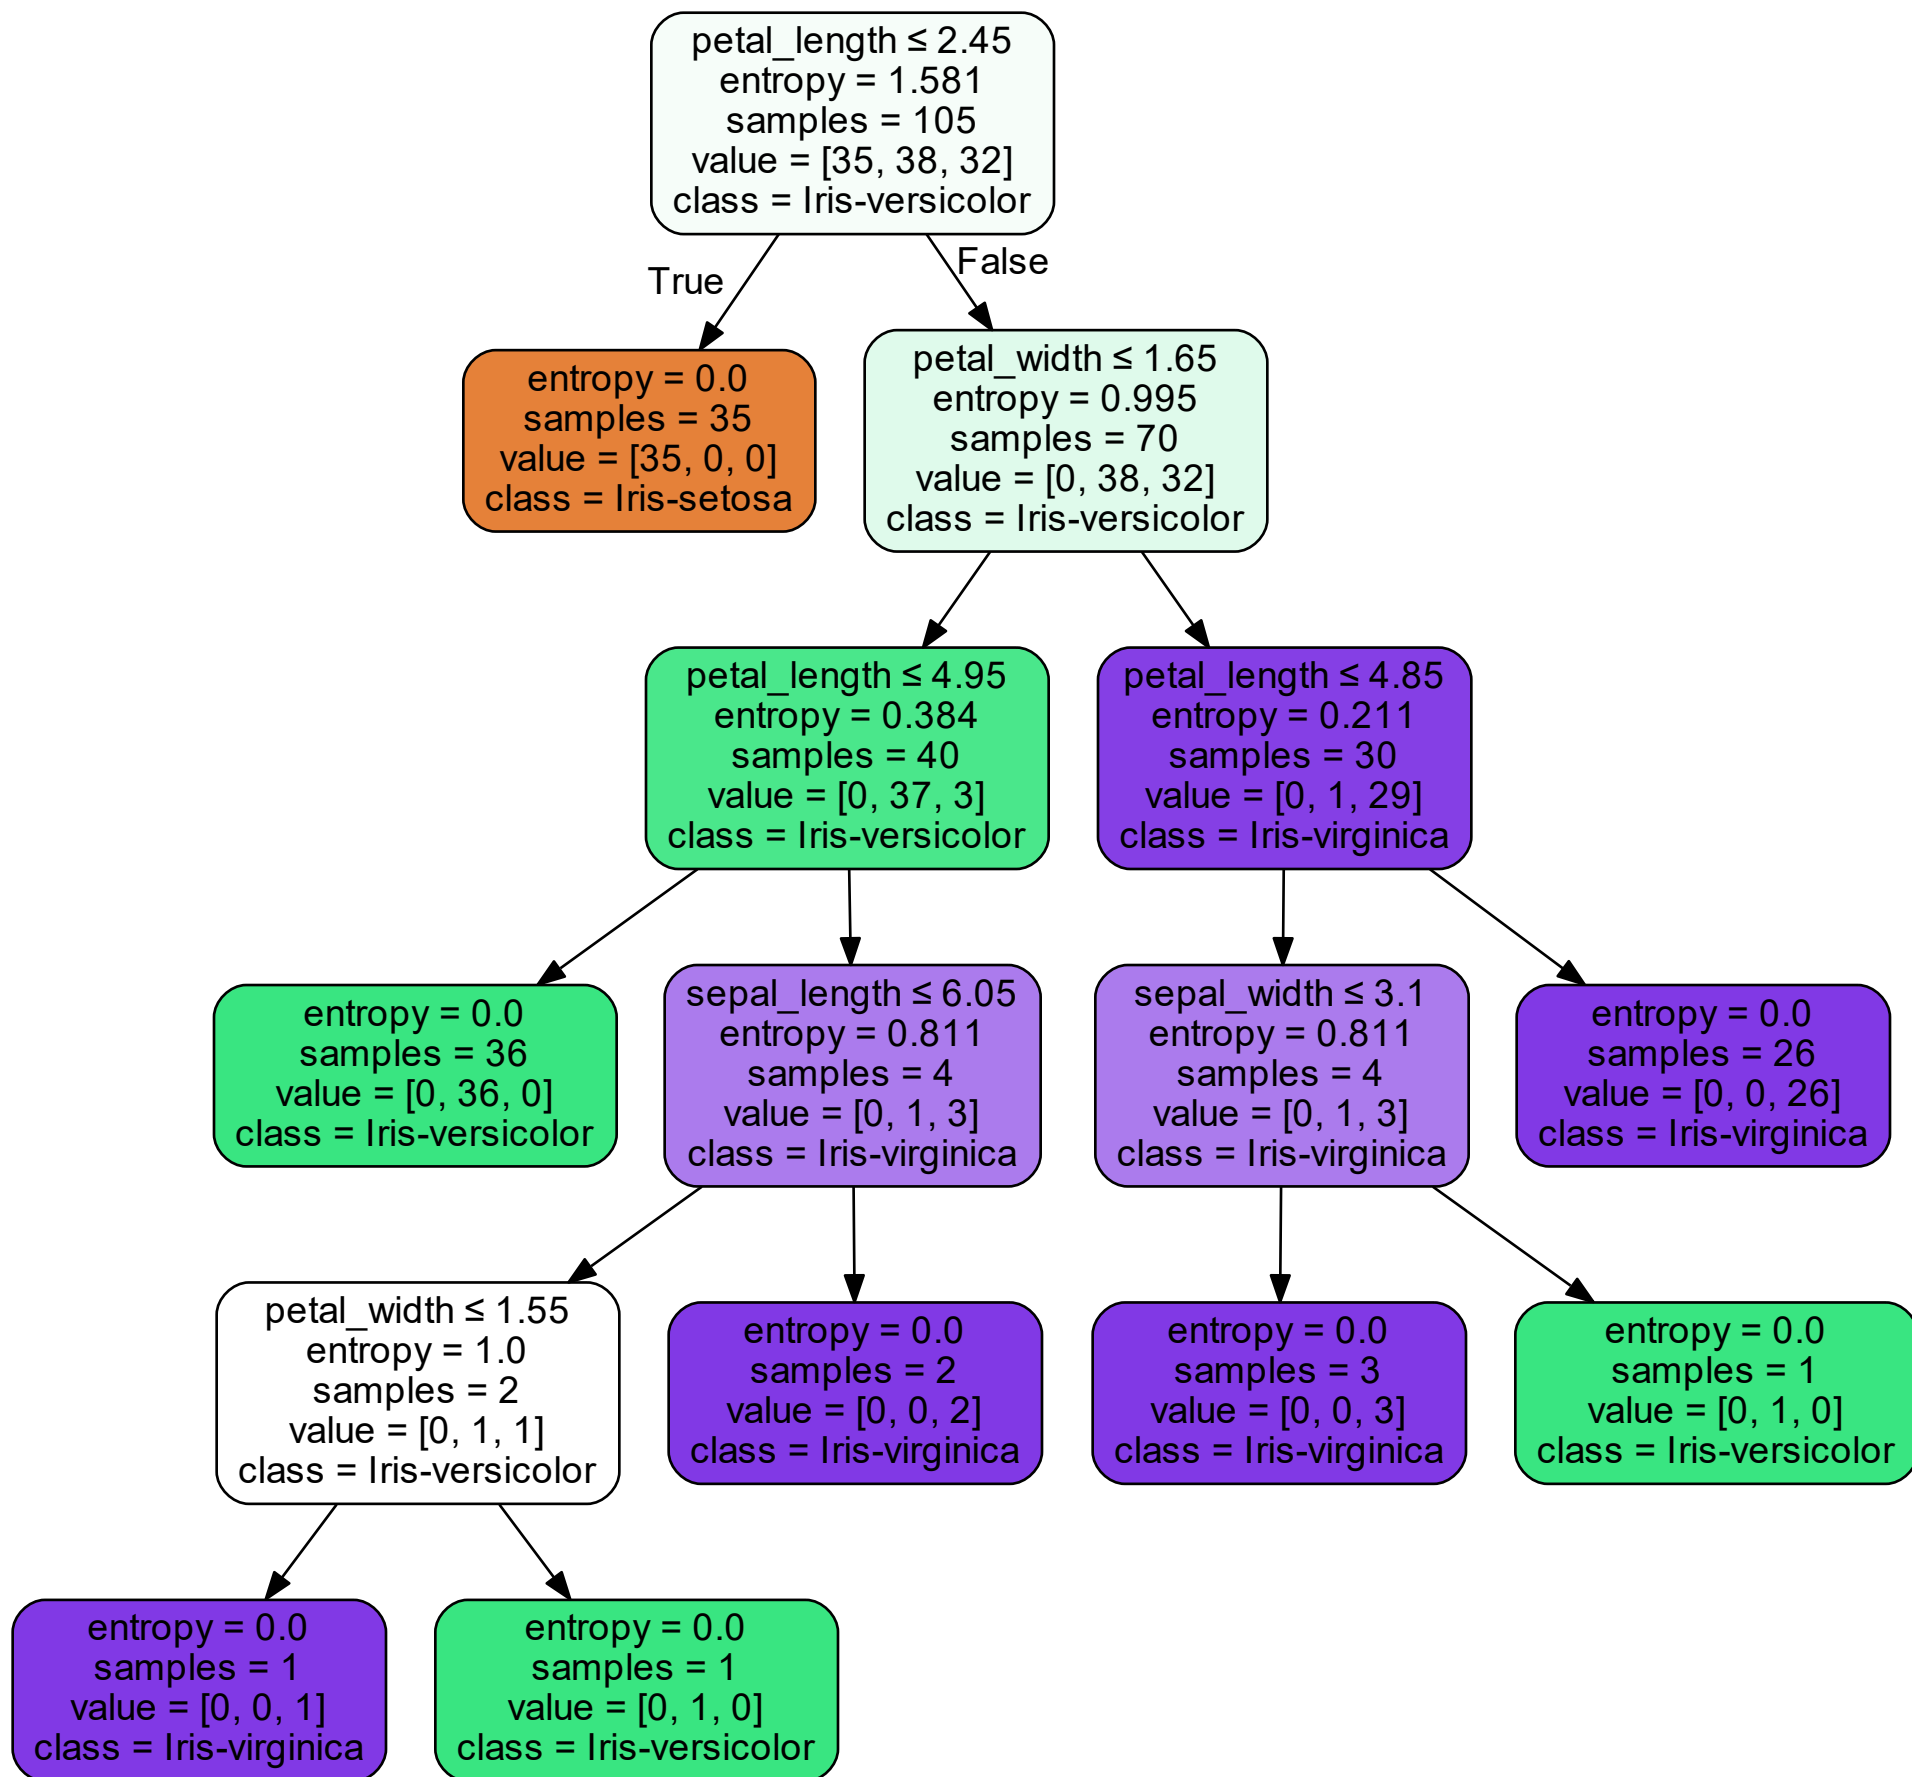 petal_length ≤ 2.45
entropy = 1.581
samples = 105
value = [35, 38, 32]
class = Iris-versicolor
True
False
entropy = 0.0
samples = 35
value = [35, 0, 0]
class = Iris-setosa
petal_width ≤ 1.65
entropy = 0.995
samples = 70
value = [0, 38, 32]
class = Iris-versicolor
petal_length ≤ 4.95
entropy = 0.384
samples = 40
value = [0, 37, 3]
class = Iris-versicolor
petal_length ≤ 4.85
entropy = 0.211
samples = 30
value = [0, 1, 29]
class = Iris-virginica
entropy = 0.0
samples = 36
value = [0, 36, 0]
class = Iris-versicolor
sepal_length ≤ 6.05
entropy = 0.811
samples = 4
value = [0, 1, 3]
class = Iris-virginica
sepal_width ≤ 3.1
entropy = 0.811
samples = 4
value = [0, 1, 3]
class = Iris-virginica
entropy = 0.0
samples = 26
value = [0, 0, 26]
class = Iris-virginica
petal_width ≤ 1.55
entropy = 1.0
samples = 2
value = [0, 1, 1]
class = Iris-versicolor
entropy = 0.0
samples = 2
value = [0, 0, 2]
class = Iris-virginica
entropy = 0.0
samples = 3
value = [0, 0, 3]
class = Iris-virginica
entropy = 0.0
samples = 1
value = [0, 1, 0]
class = Iris-versicolor
entropy = 0.0
samples = 1
value = [0, 0, 1]
class = Iris-virginica
entropy = 0.0
samples = 1
value = [0, 1, 0]
class = Iris-versicolor